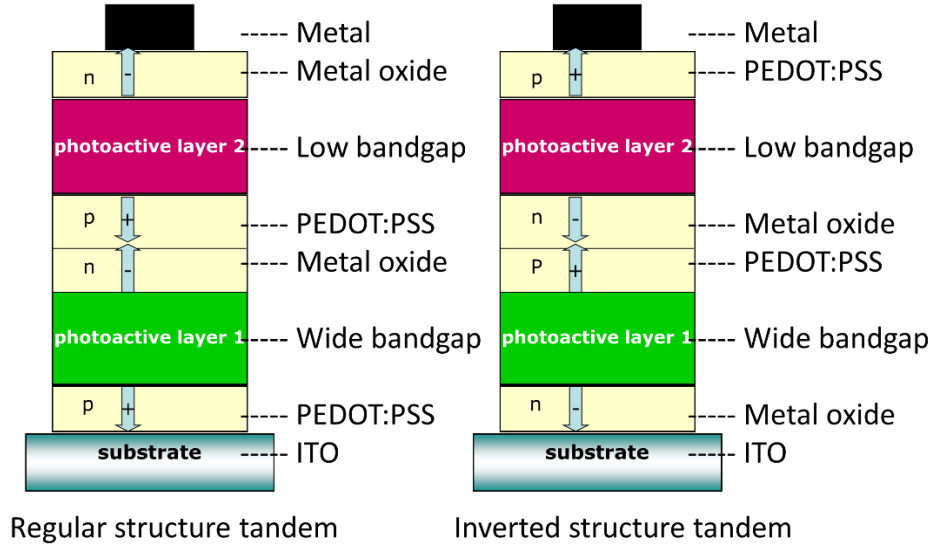 Metal
n - Metal oxide
photoactive layer 2 Low bandgap
p + PEDOT:PSS
n - Metal oxide
photoactive layer 1 Wide bandgap
p + PEDOT:PSS
substrate ITO
Regular structure tandem
Metal
p + PEDOT:PSS
photoactive layer 2 Low bandgap
n - Metal oxide
p + PEDOT:PSS
photoactive layer 1 Wide bandgap
n - Metal oxide
substrate ITO
Inverted structure tandem